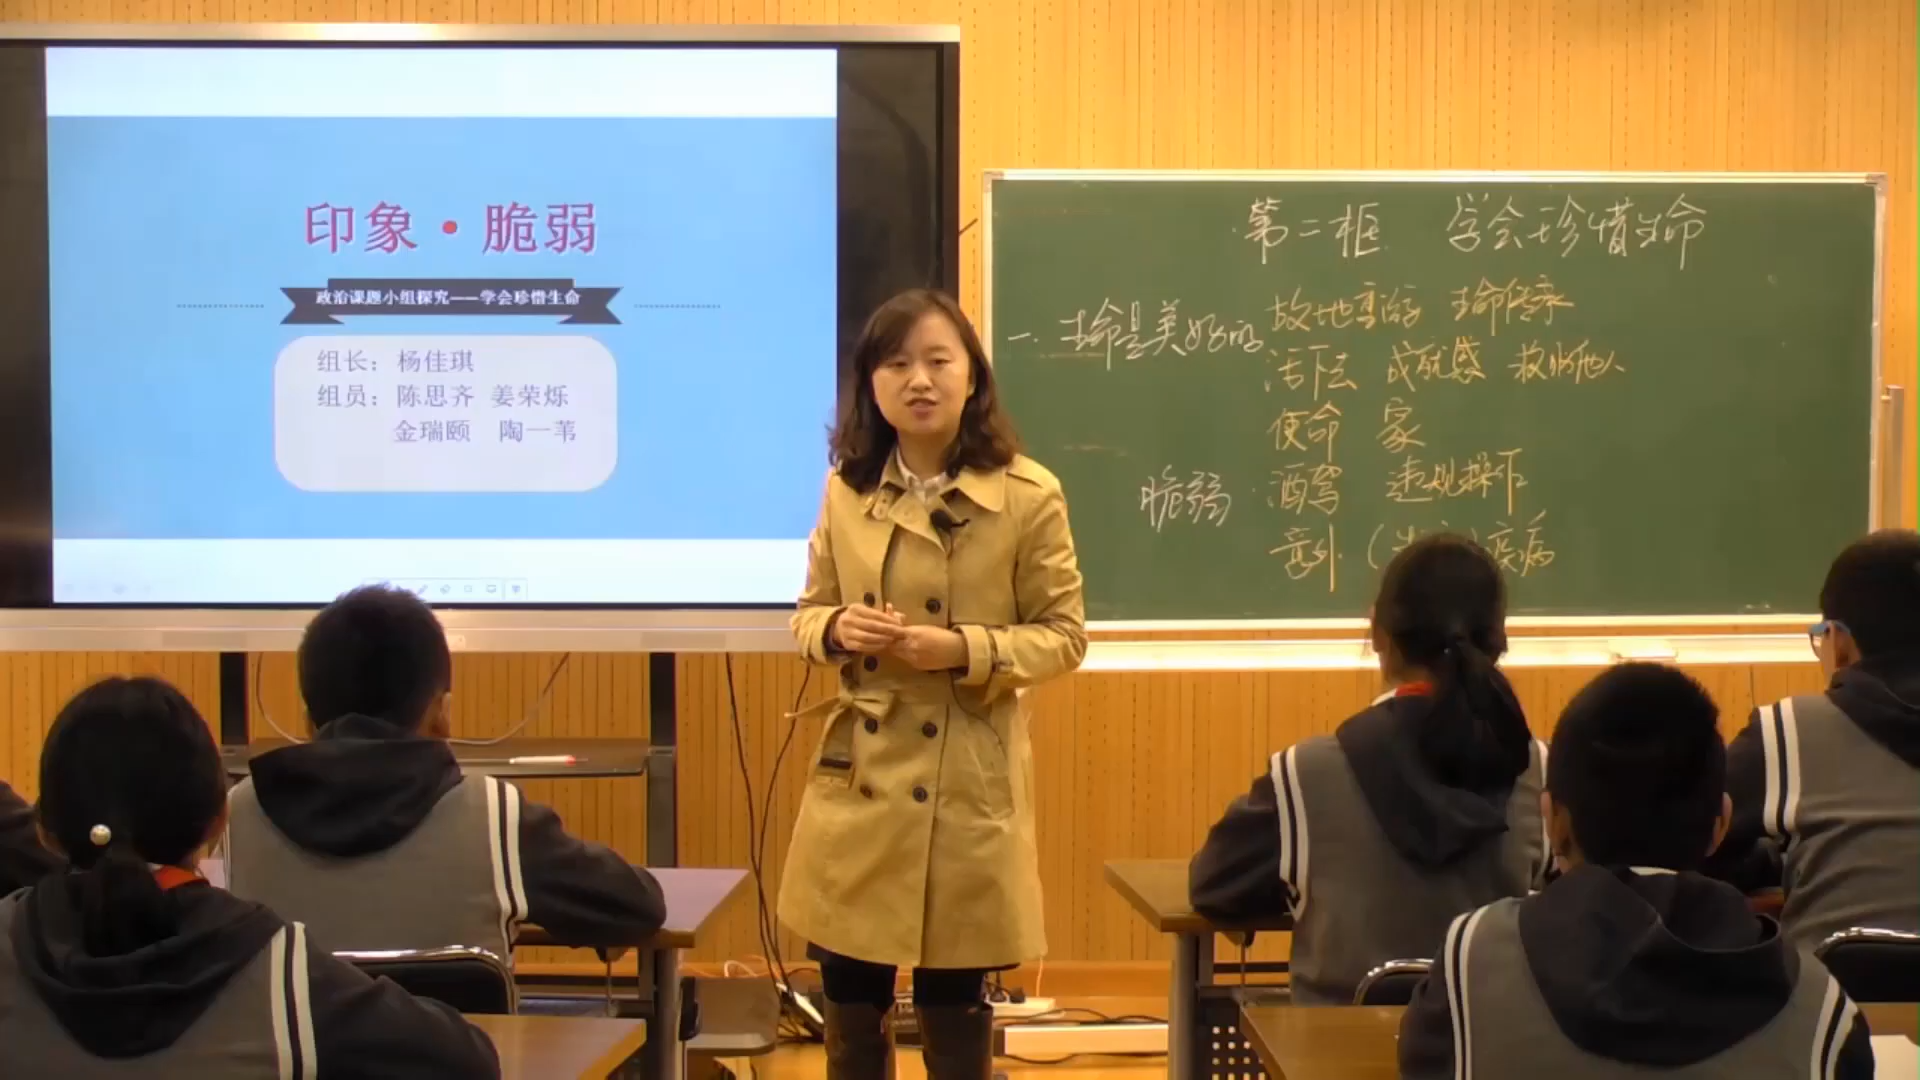 印象·脆弱
政治课题小组探究——学会珍惜生命
组长：杨佳琪
组员：陈思齐 姜荣烁
金瑞颐 陶一苇
第二框 学会珍惜生命
一.生命是美好的 故地重游 生命传承
活下去 成就感 救助他人
使命 家
脆弱 酒驾 违规操作
意外 疾病